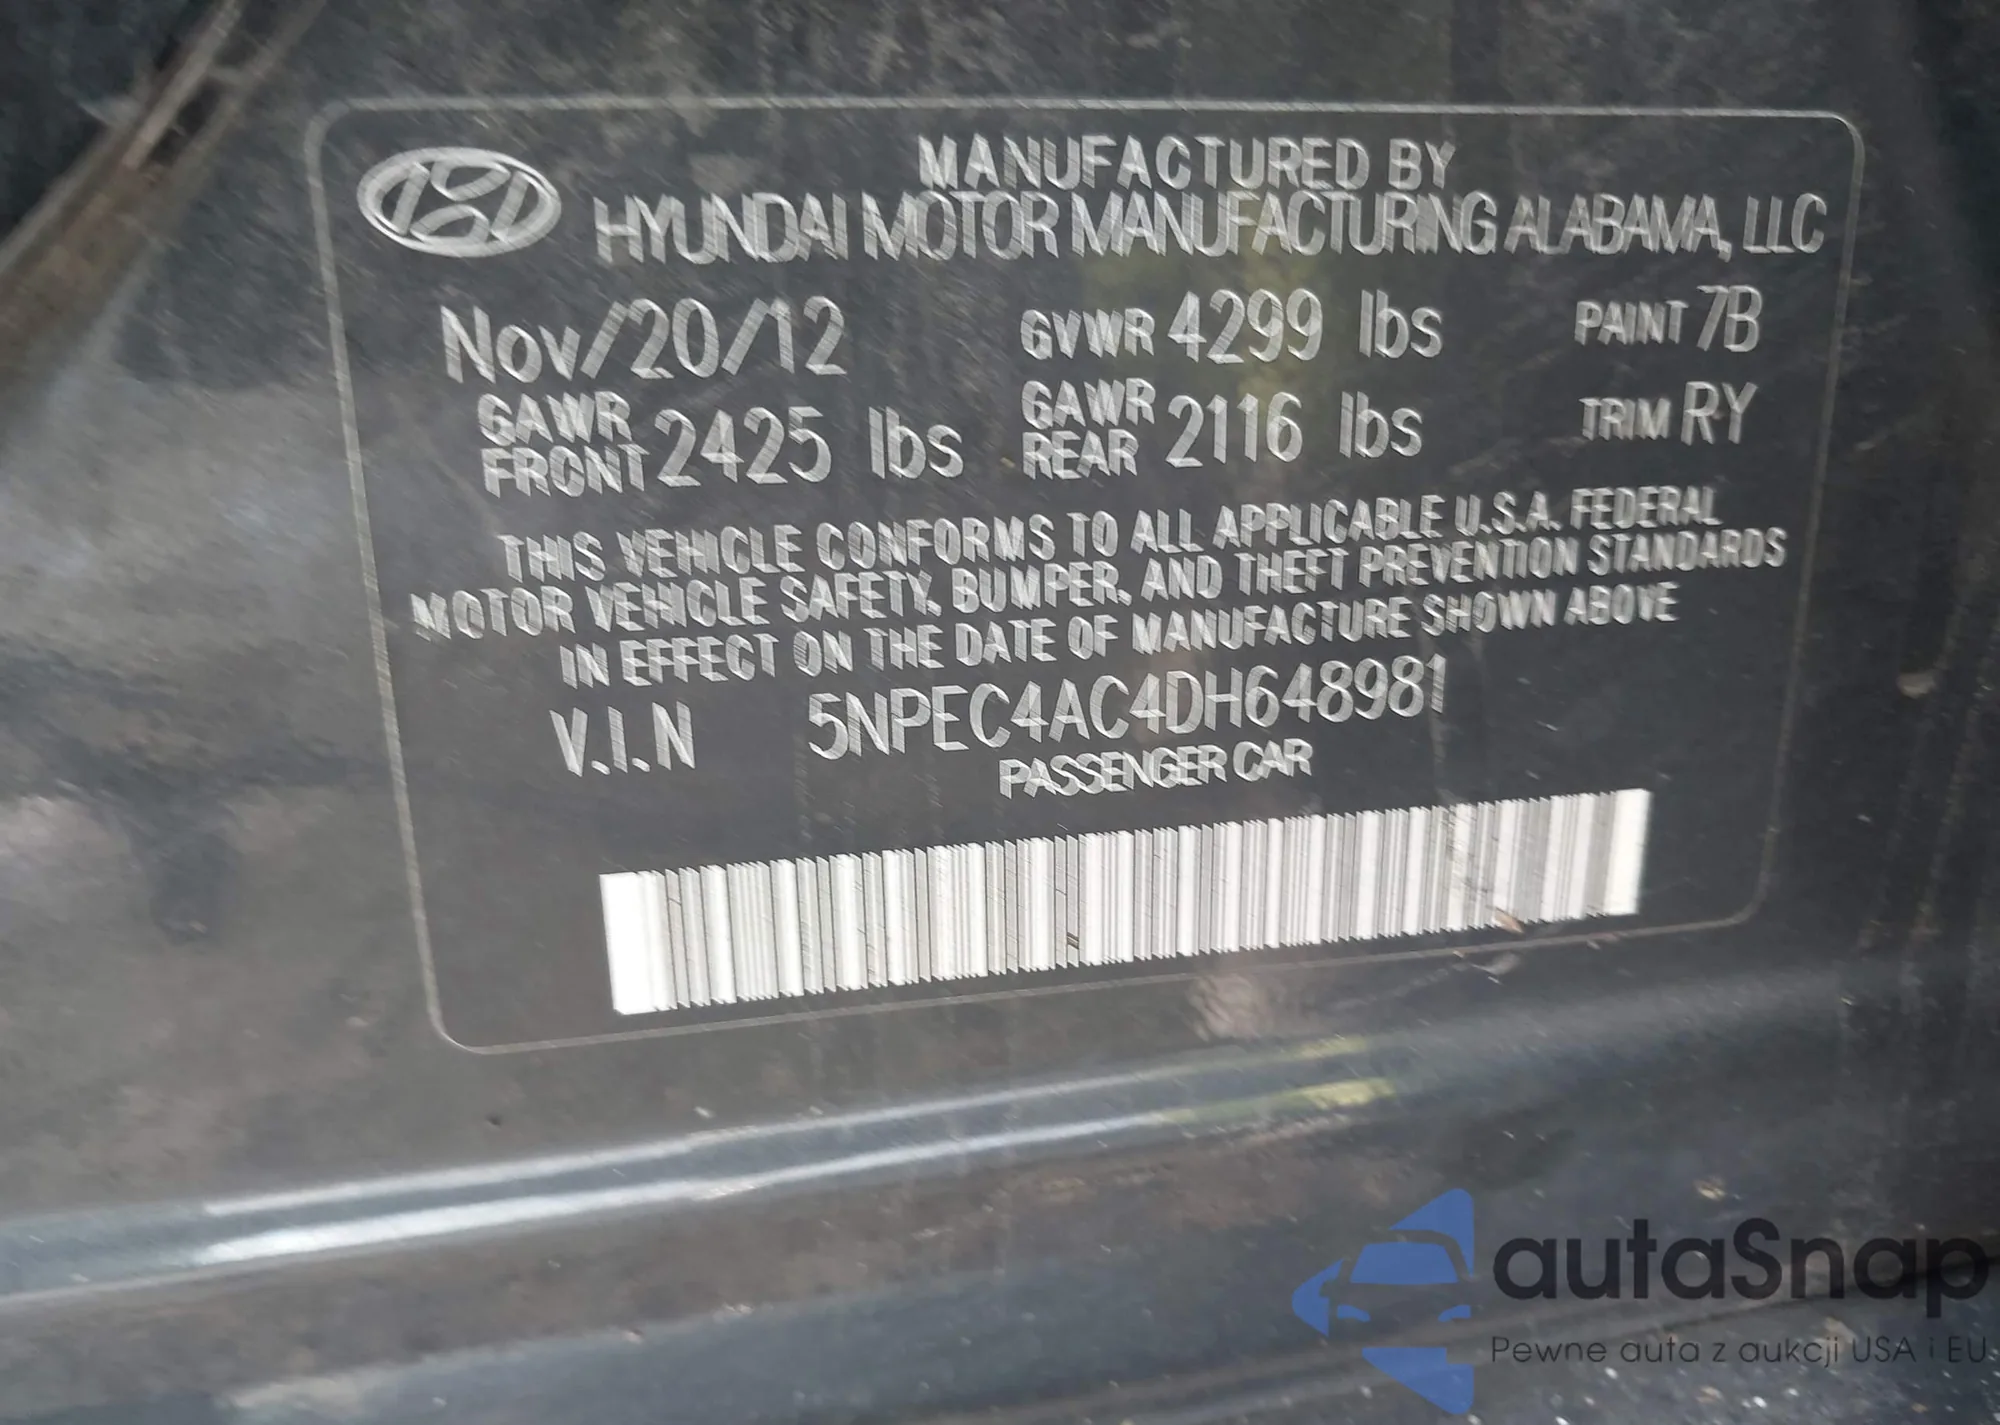 MANUFACTURED BY
HYUNDAI MOTOR MANUFACTURING ALABAMA, LLC
Nov/20/12 GVWR 4299 lbs PAINT 7B
GAWR FRONT 2425 lbs GAWR REAR 2116 lbs TRIM RY
THIS VEHICLE CONFORMS TO ALL APPLICABLE U.S.A. FEDERAL
MOTOR VEHICLE SAFETY, BUMPER, AND THEFT PREVENTION STANDARDS
IN EFFECT ON THE DATE OF MANUFACTURE SHOWN ABOVE
V.I.N 5NPEC4AC4DH648981
PASSENGER CAR
autaSnap
Pewne auta z aukcji USA i EU